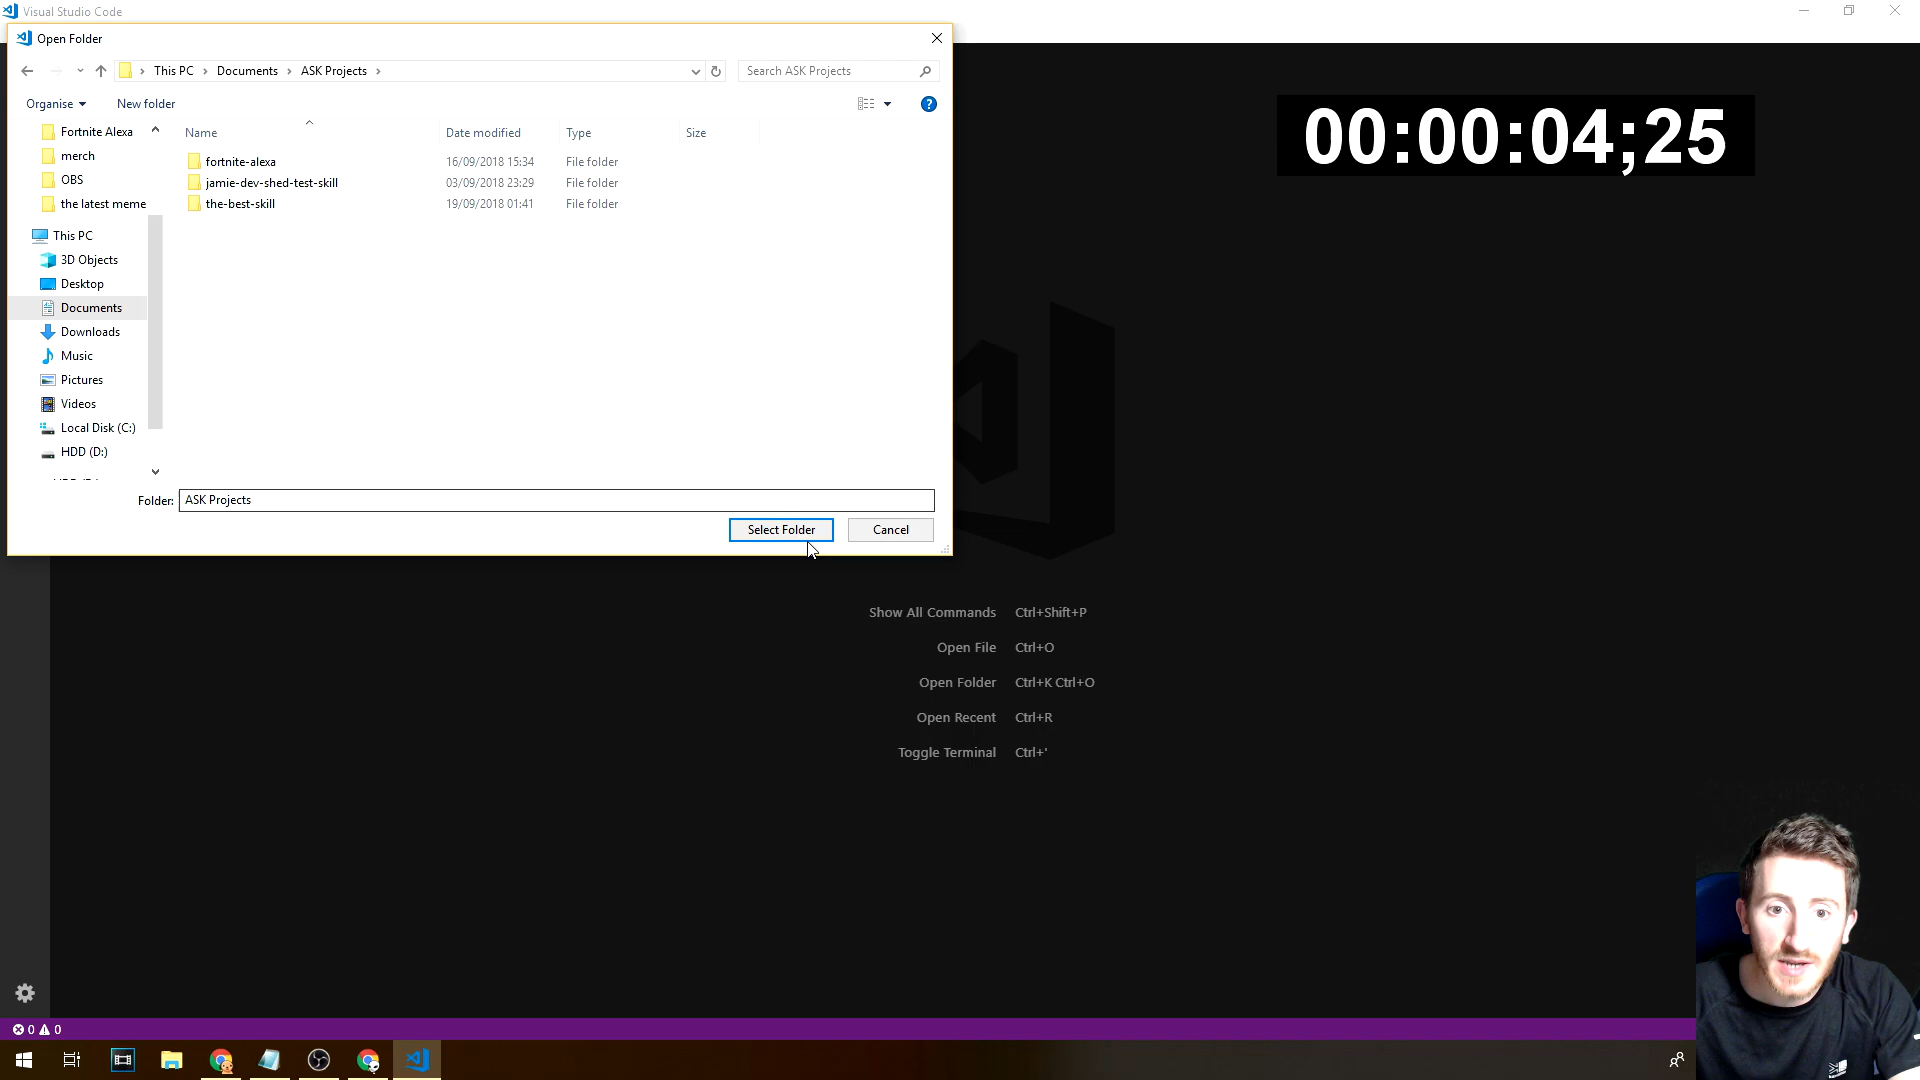 Visual Studio Code
Open Folder
This PC > Documents > ASK Projects >
Search ASK Projects
Organise
New folder
?
Fortnite Alexa
merch
OBS
the latest meme
This PC
3D Objects
Desktop
Documents
Downloads
Music
Pictures
Videos
Local Disk (C:)
HDD (D:)
Name Date modified Type Size
fortnite-alexa 16/09/2018 15:34 File folder
jamie-dev-shed-test-skill 03/09/2018 23:29 File folder
the-best-skill 19/09/2018 01:41 File folder
Folder: ASK Projects
Select Folder
Cancel
00:00:04;25
Show All Commands Ctrl+Shift+P
Open File Ctrl+O
Open Folder Ctrl+K Ctrl+O
Open Recent Ctrl+R
Toggle Terminal Ctrl+'
0 0